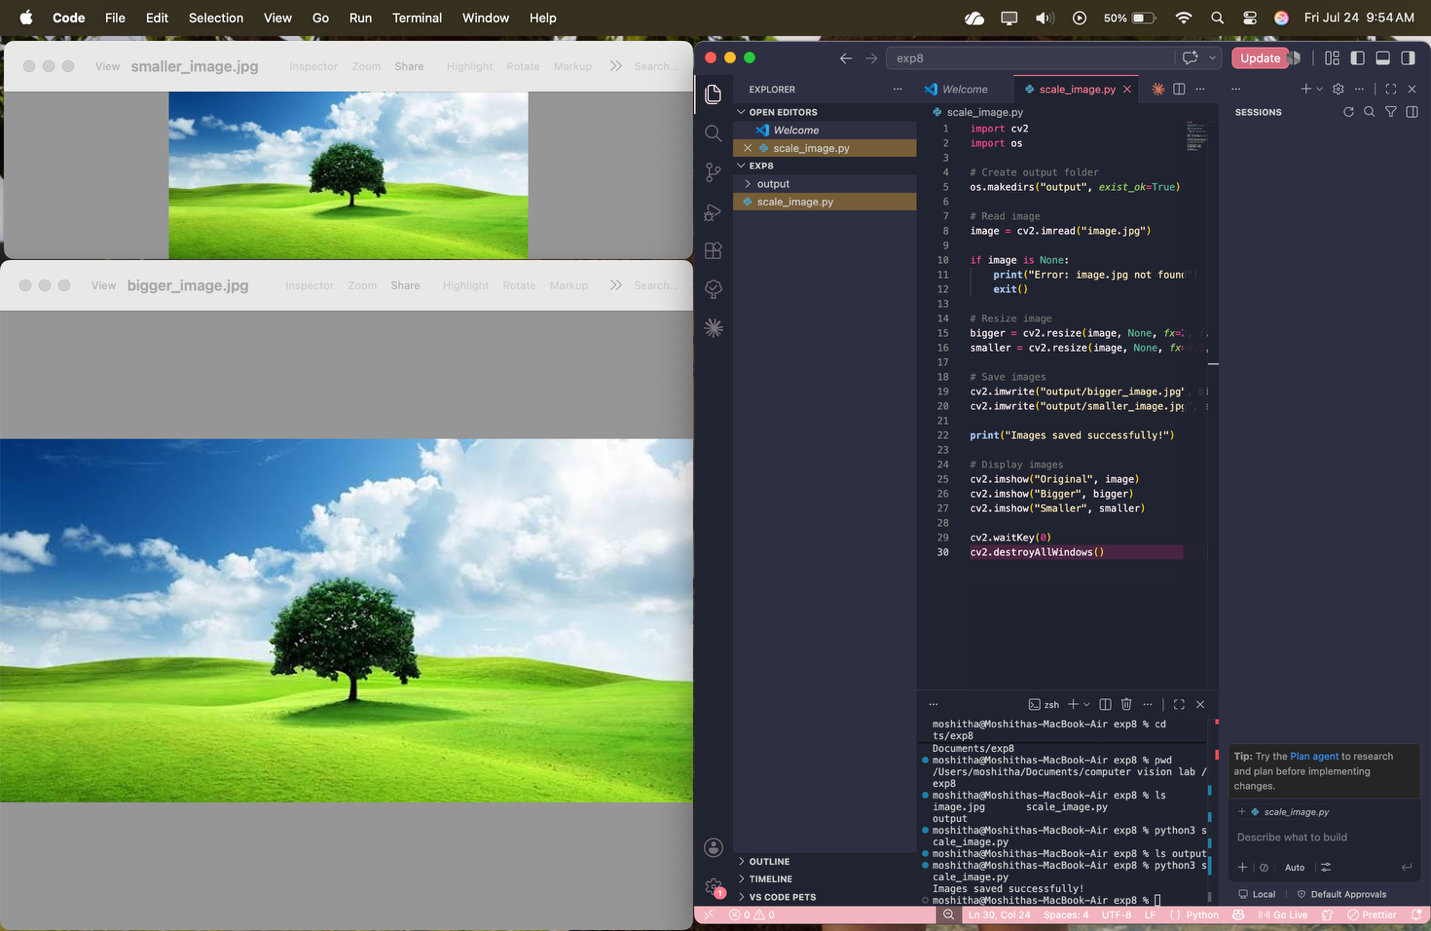 Code File Edit Selection View Go Run Terminal Window Help 50% Fri Jul 24 9:54 AM
View smaller_image.jpg Inspector Zoom Share Highlight Rotate Markup Search...
View bigger_image.jpg Inspector Zoom Share Highlight Rotate Markup Search...
exp8 Update
EXPLORER
OPEN EDITORS
Welcome
scale_image.py
EXP8
output
scale_image.py
OUTLINE
TIMELINE
VS CODE PETS
1
Welcome scale_image.py
scale_image.py
1 import cv2
2 import os
3
4 # Create output folder
5 os.makedirs("output", exist_ok=True)
6
7 # Read image
8 image = cv2.imread("image.jpg")
9
10 if image is None:
11 print("Error: image.jpg not found")
12 exit()
13
14 # Resize image
15 bigger = cv2.resize(image, None, fx=2,
16 smaller = cv2.resize(image, None, fx=0.5,
17
18 # Save images
19 cv2.imwrite("output/bigger_image.jpg", bi
20 cv2.imwrite("output/smaller_image.jpg", s
21
22 print("Images saved successfully!")
23
24 # Display images
25 cv2.imshow("Original", image)
26 cv2.imshow("Bigger", bigger)
27 cv2.imshow("Smaller", smaller)
28
29 cv2.waitKey(0)
30 cv2.destroyAllWindows()
zsh
moshitha@Moshithas-MacBook-Air exp8 % cd
ts/exp8
Documents/exp8
moshitha@Moshithas-MacBook-Air exp8 % pwd
/Users/moshitha/Documents/computer vision lab /
exp8
moshitha@Moshithas-MacBook-Air exp8 % ls
image.jpg scale_image.py
output
moshitha@Moshithas-MacBook-Air exp8 % python3 s
cale_image.py
moshitha@Moshithas-MacBook-Air exp8 % ls output
moshitha@Moshithas-MacBook-Air exp8 % python3 s
cale_image.py
Images saved successfully!
moshitha@Moshithas-MacBook-Air exp8 %
SESSIONS
Tip: Try the Plan agent to research
and plan before implementing
changes.
scale_image.py
Describe what to build
Auto
Local Default Approvals
0 0 Ln 30, Col 24 Spaces: 4 UTF-8 LF { } Python Go Live Prettier